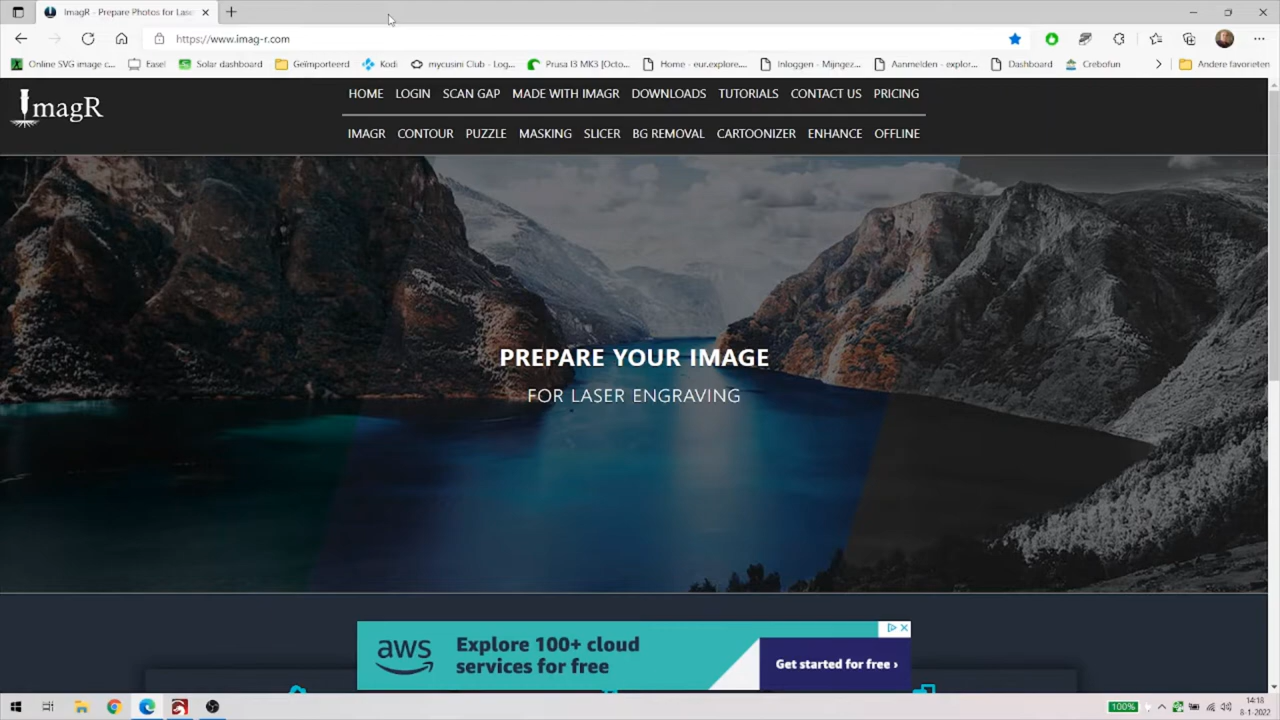 ImagR - Prepare Photos for Lase
https://www.imag-r.com
Online SVG image c...
Easel
Solar dashboard
Geïmporteerd
Kodi
mycusini Club - Log...
Prusa I3 MK3 [Octo...
Home - eur.explore...
Inloggen - Mijngez...
Aanmelden - explor...
Dashboard
Crebofun
Andere favorieten
ImagR
HOME LOGIN SCAN GAP MADE WITH IMAGR DOWNLOADS TUTORIALS CONTACT US PRICING
IMAGR CONTOUR PUZZLE MASKING SLICER BG REMOVAL CARTOONIZER ENHANCE OFFLINE
PREPARE YOUR IMAGE
FOR LASER ENGRAVING
aws
Explore 100+ cloud
services for free
Get started for free ›
100%
14:18
8-1-2022